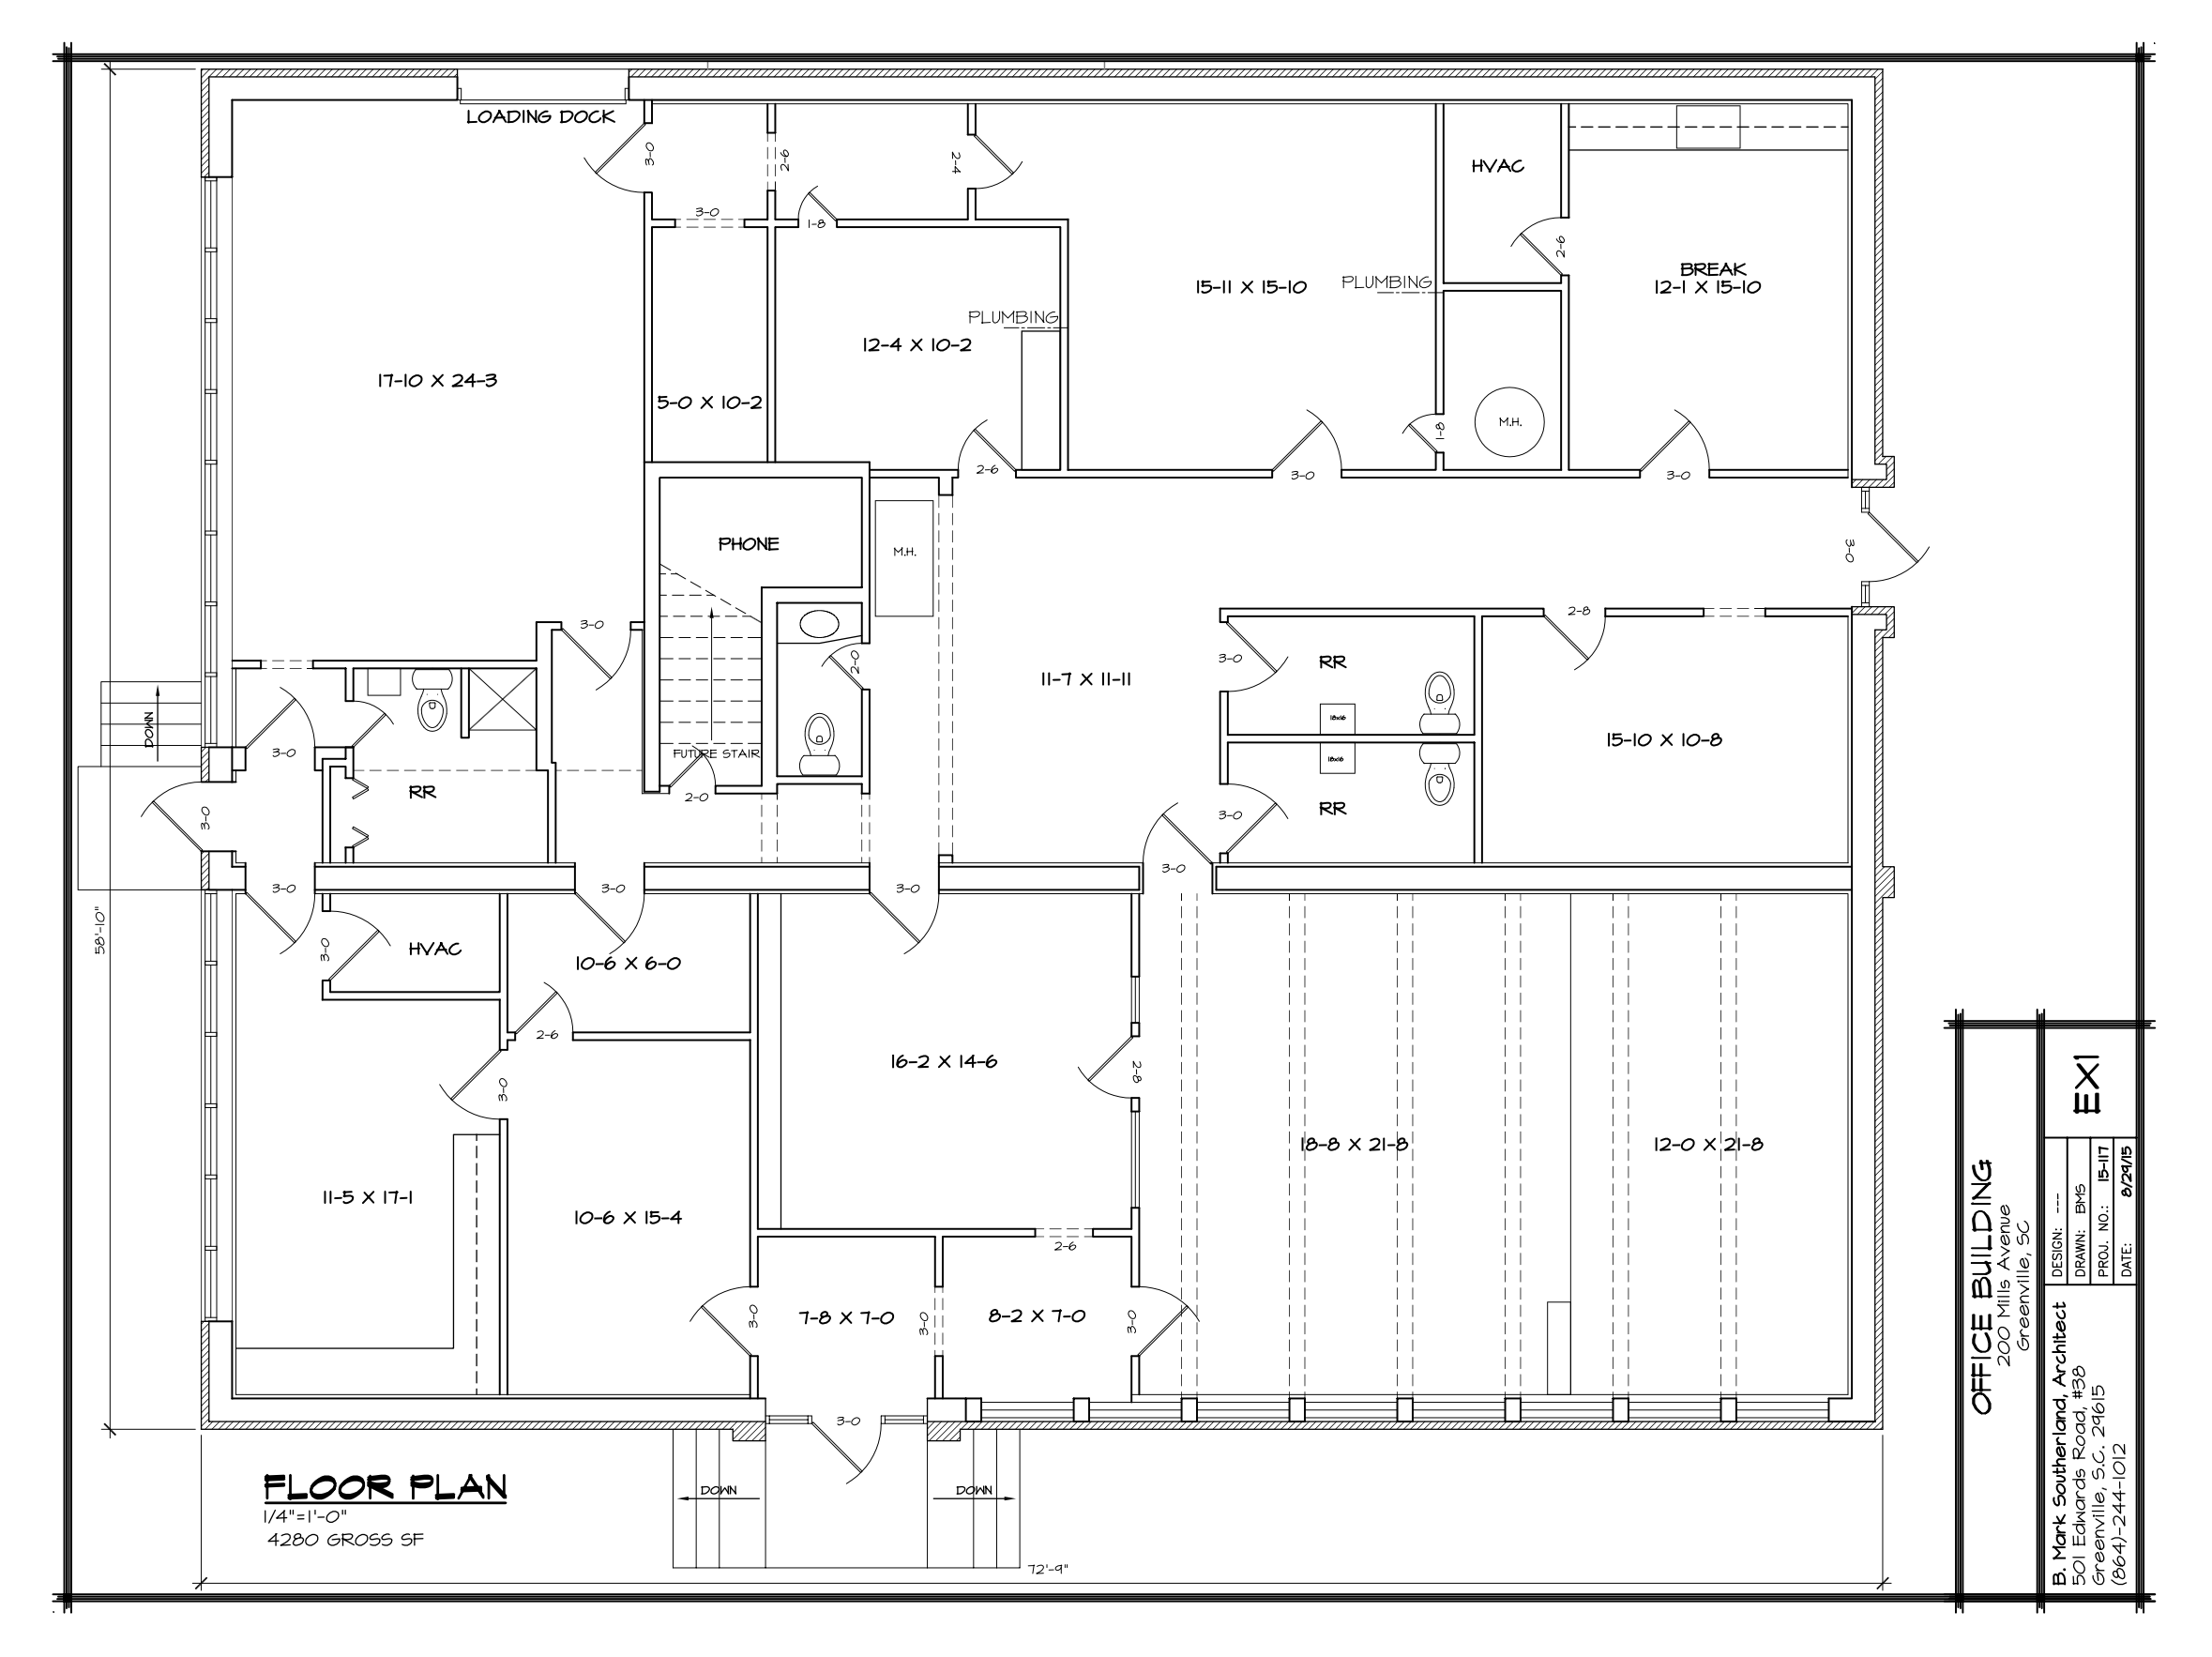 LOADING DOCK
3-0
2-6
2-4
HVAC
3-0
1-8
2-6
BREAK
12-1 X 15-10
15-11 X 15-10
PLUMBING
PLUMBING
12-4 X 10-2
17-10 X 24-3
5-0 X 10-2
M.H.
1-8
2-6
3-0
3-0
PHONE
M.H.
3-0
3-0
2-8
2-0
3-0
RR
11-7 X 11-11
DOWN
18x16
3-0
FUTURE STAIR
15-10 X 10-8
18x16
RR
2-0
3-0
3-0
RR
3-0
3-0
3-0
3-0
58'-10"
3-0
HVAC
10-6 X 6-0
2-6
3-0
16-2 X 14-6
2-8
18-8 X 21-8
12-0 X 21-8
11-5 X 17-1
10-6 X 15-4
2-6
3-0
7-8 X 7-0
3-0
8-2 X 7-0
3-0
3-0
DOWN
DOWN
FLOOR PLAN
1/4"=1'-0"
4280 GROSS SF
72'-9"
OFFICE BUILDING
200 Mills Avenue
Greenville, SC
EX1
DESIGN: ---
DRAWN: BMS
PROJ. NO.: 15-117
DATE: 8/29/15
B. Mark Southerland, Architect
501 Edwards Road, #38
Greenville, S.C. 29615
(864)-244-1012